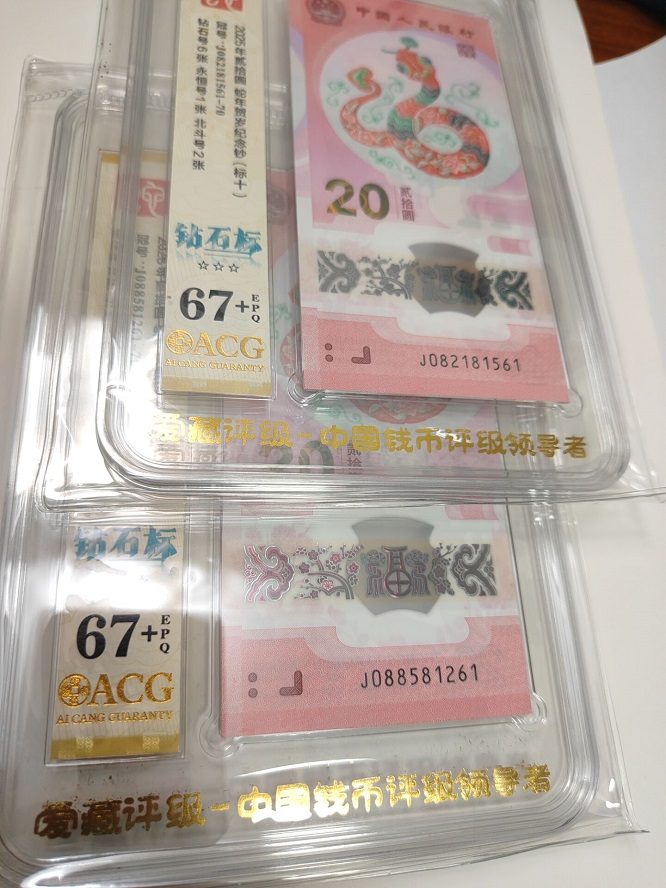 中国人民银行
2025年贰拾圆 蛇年贺岁纪念钞(标十)
冠号:J082181561-70
钻石号6张 永恒号1张 北斗号2张
钻石标
☆☆☆
67+
EPQ
ACG
AI CANG GUARANTY
20
贰拾圆
J082181561
爱藏评级-中国钱币评级领导者
20
钻石标
67+
EPQ
ACG
AI CANG GUARANTY
福
J088581261
爱藏评级-中国钱币评级领导者